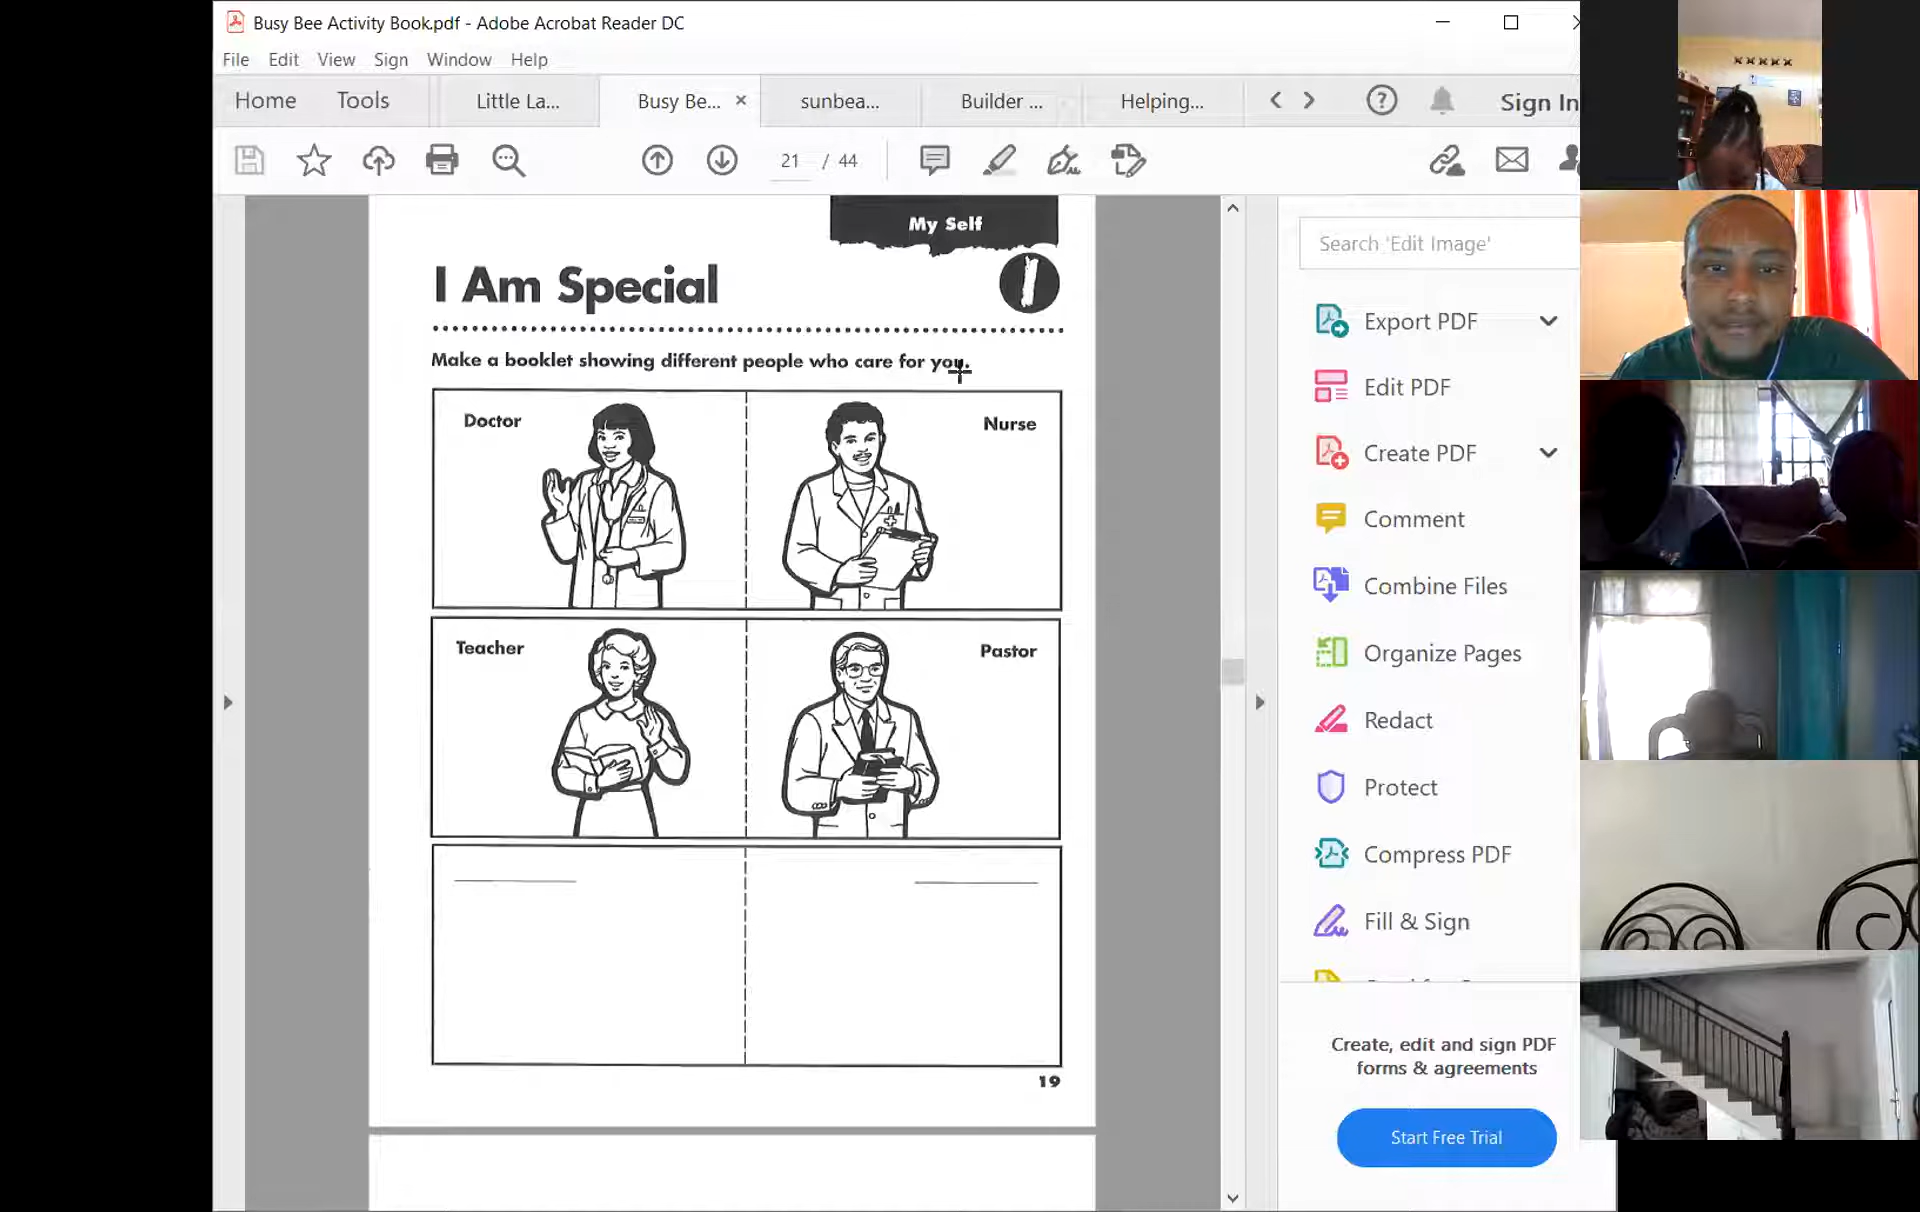 Busy Bee Activity Book.pdf - Adobe Acrobat Reader DC
File Edit View Sign Window Help
Home Tools Little La... Busy Be... × sunbea... Builder ... Helping... Sign In
21 / 44
My Self
I Am Special
1
Make a booklet showing different people who care for you.
Doctor Nurse
Teacher Pastor
19
Search 'Edit Image'
Export PDF
Edit PDF
Create PDF
Comment
Combine Files
Organize Pages
Redact
Protect
Compress PDF
Fill & Sign
Create, edit and sign PDF
forms & agreements
Start Free Trial